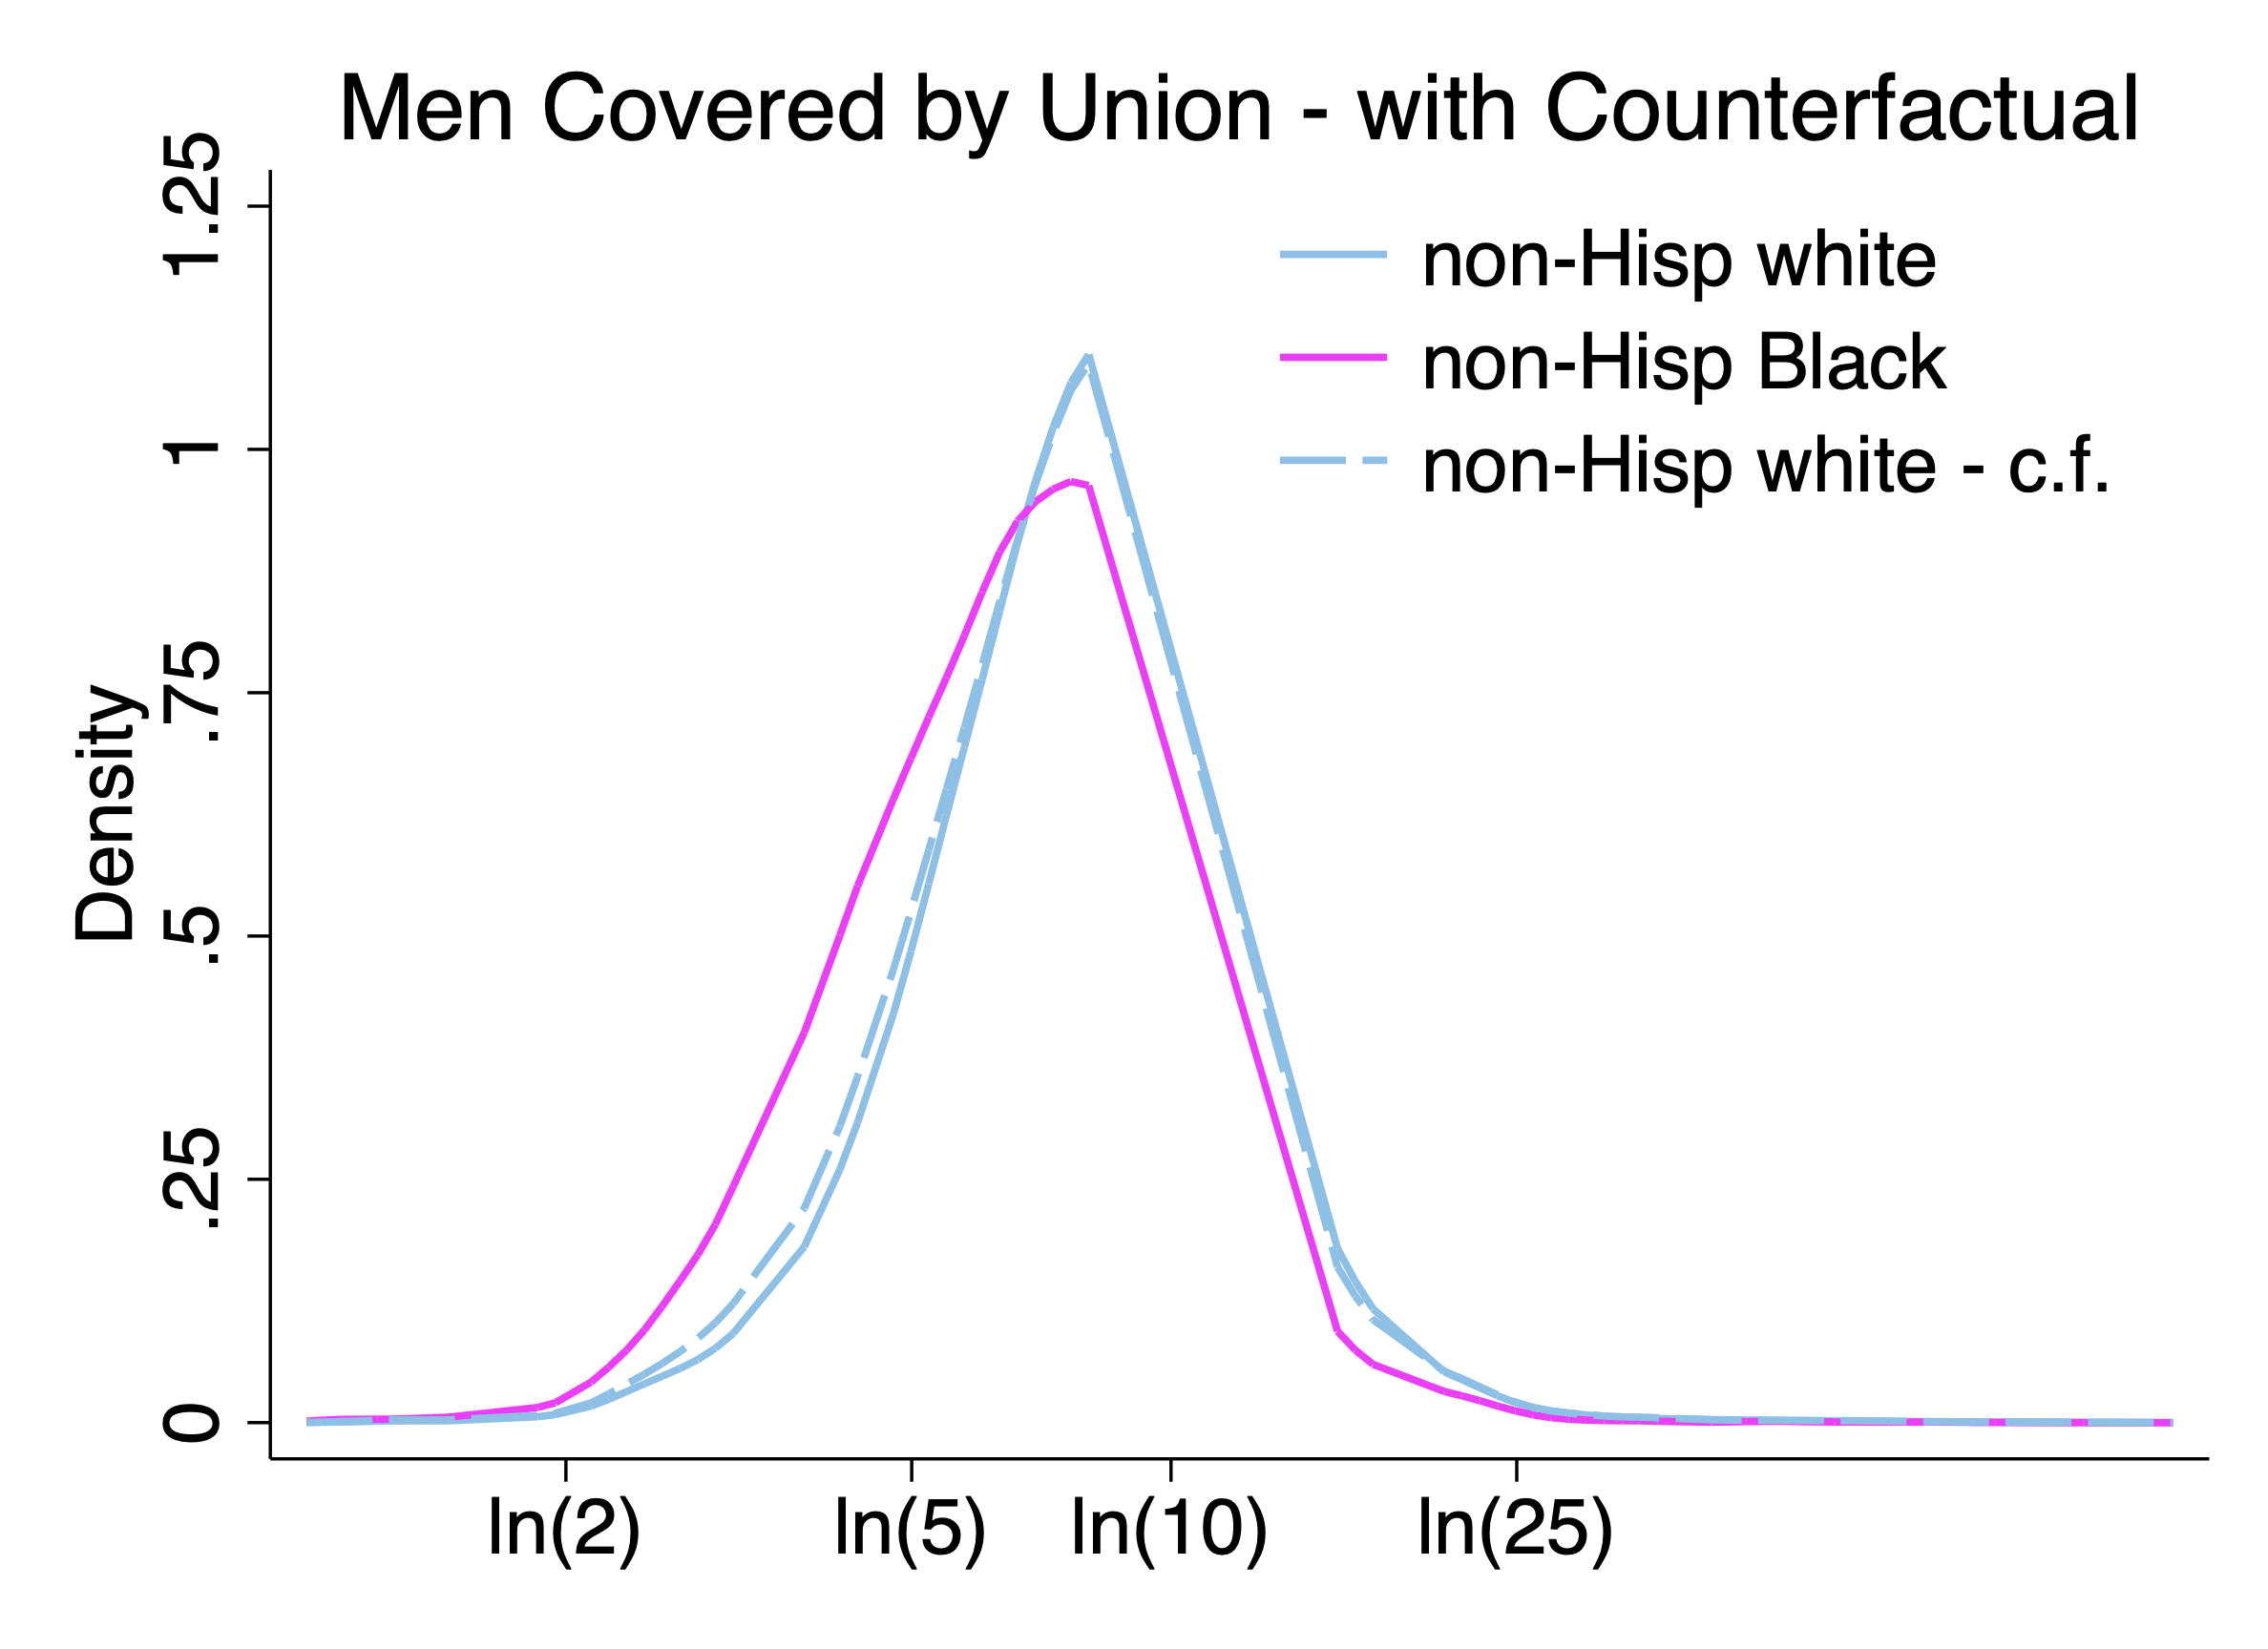 Men Covered by Union - with Counterfactual
non-Hisp white
non-Hisp Black
non-Hisp white - c.f.
Density
1.25
1
.75
.5
.25
0
ln(2)
ln(5)
ln(10)
ln(25)